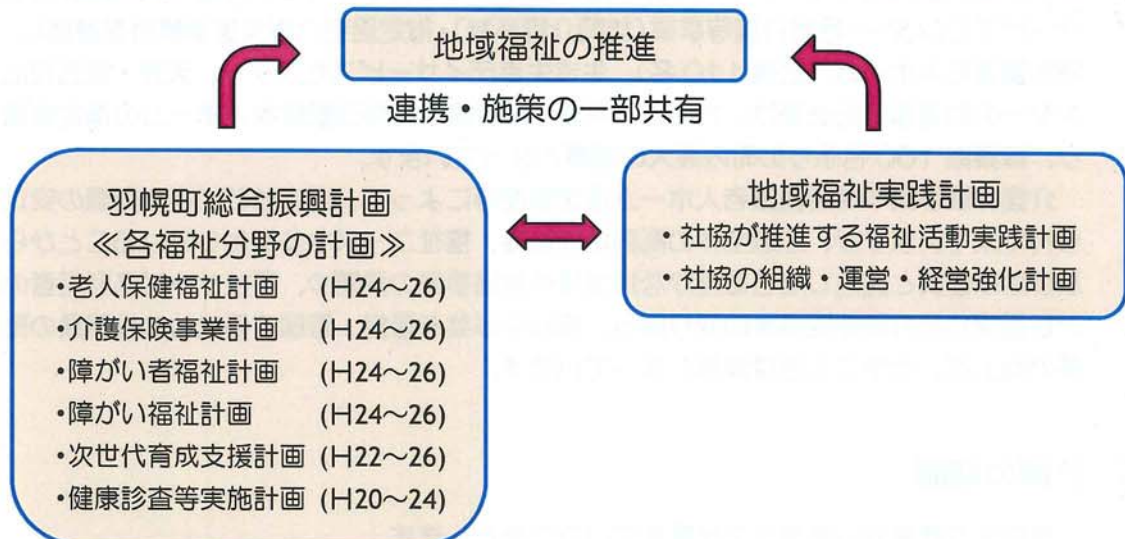 地域福祉の推進
連携・施策の一部共有
羽幌町総合振興計画
≪各福祉分野の計画≫
・老人保健福祉計画 (H24～26)
・介護保険事業計画 (H24～26)
・障がい者福祉計画 (H24～26)
・障がい福祉計画 (H24～26)
・次世代育成支援計画 (H22～26)
・健康診査等実施計画 (H20～24)
地域福祉実践計画
・社協が推進する福祉活動実践計画
・社協の組織・運営・経営強化計画